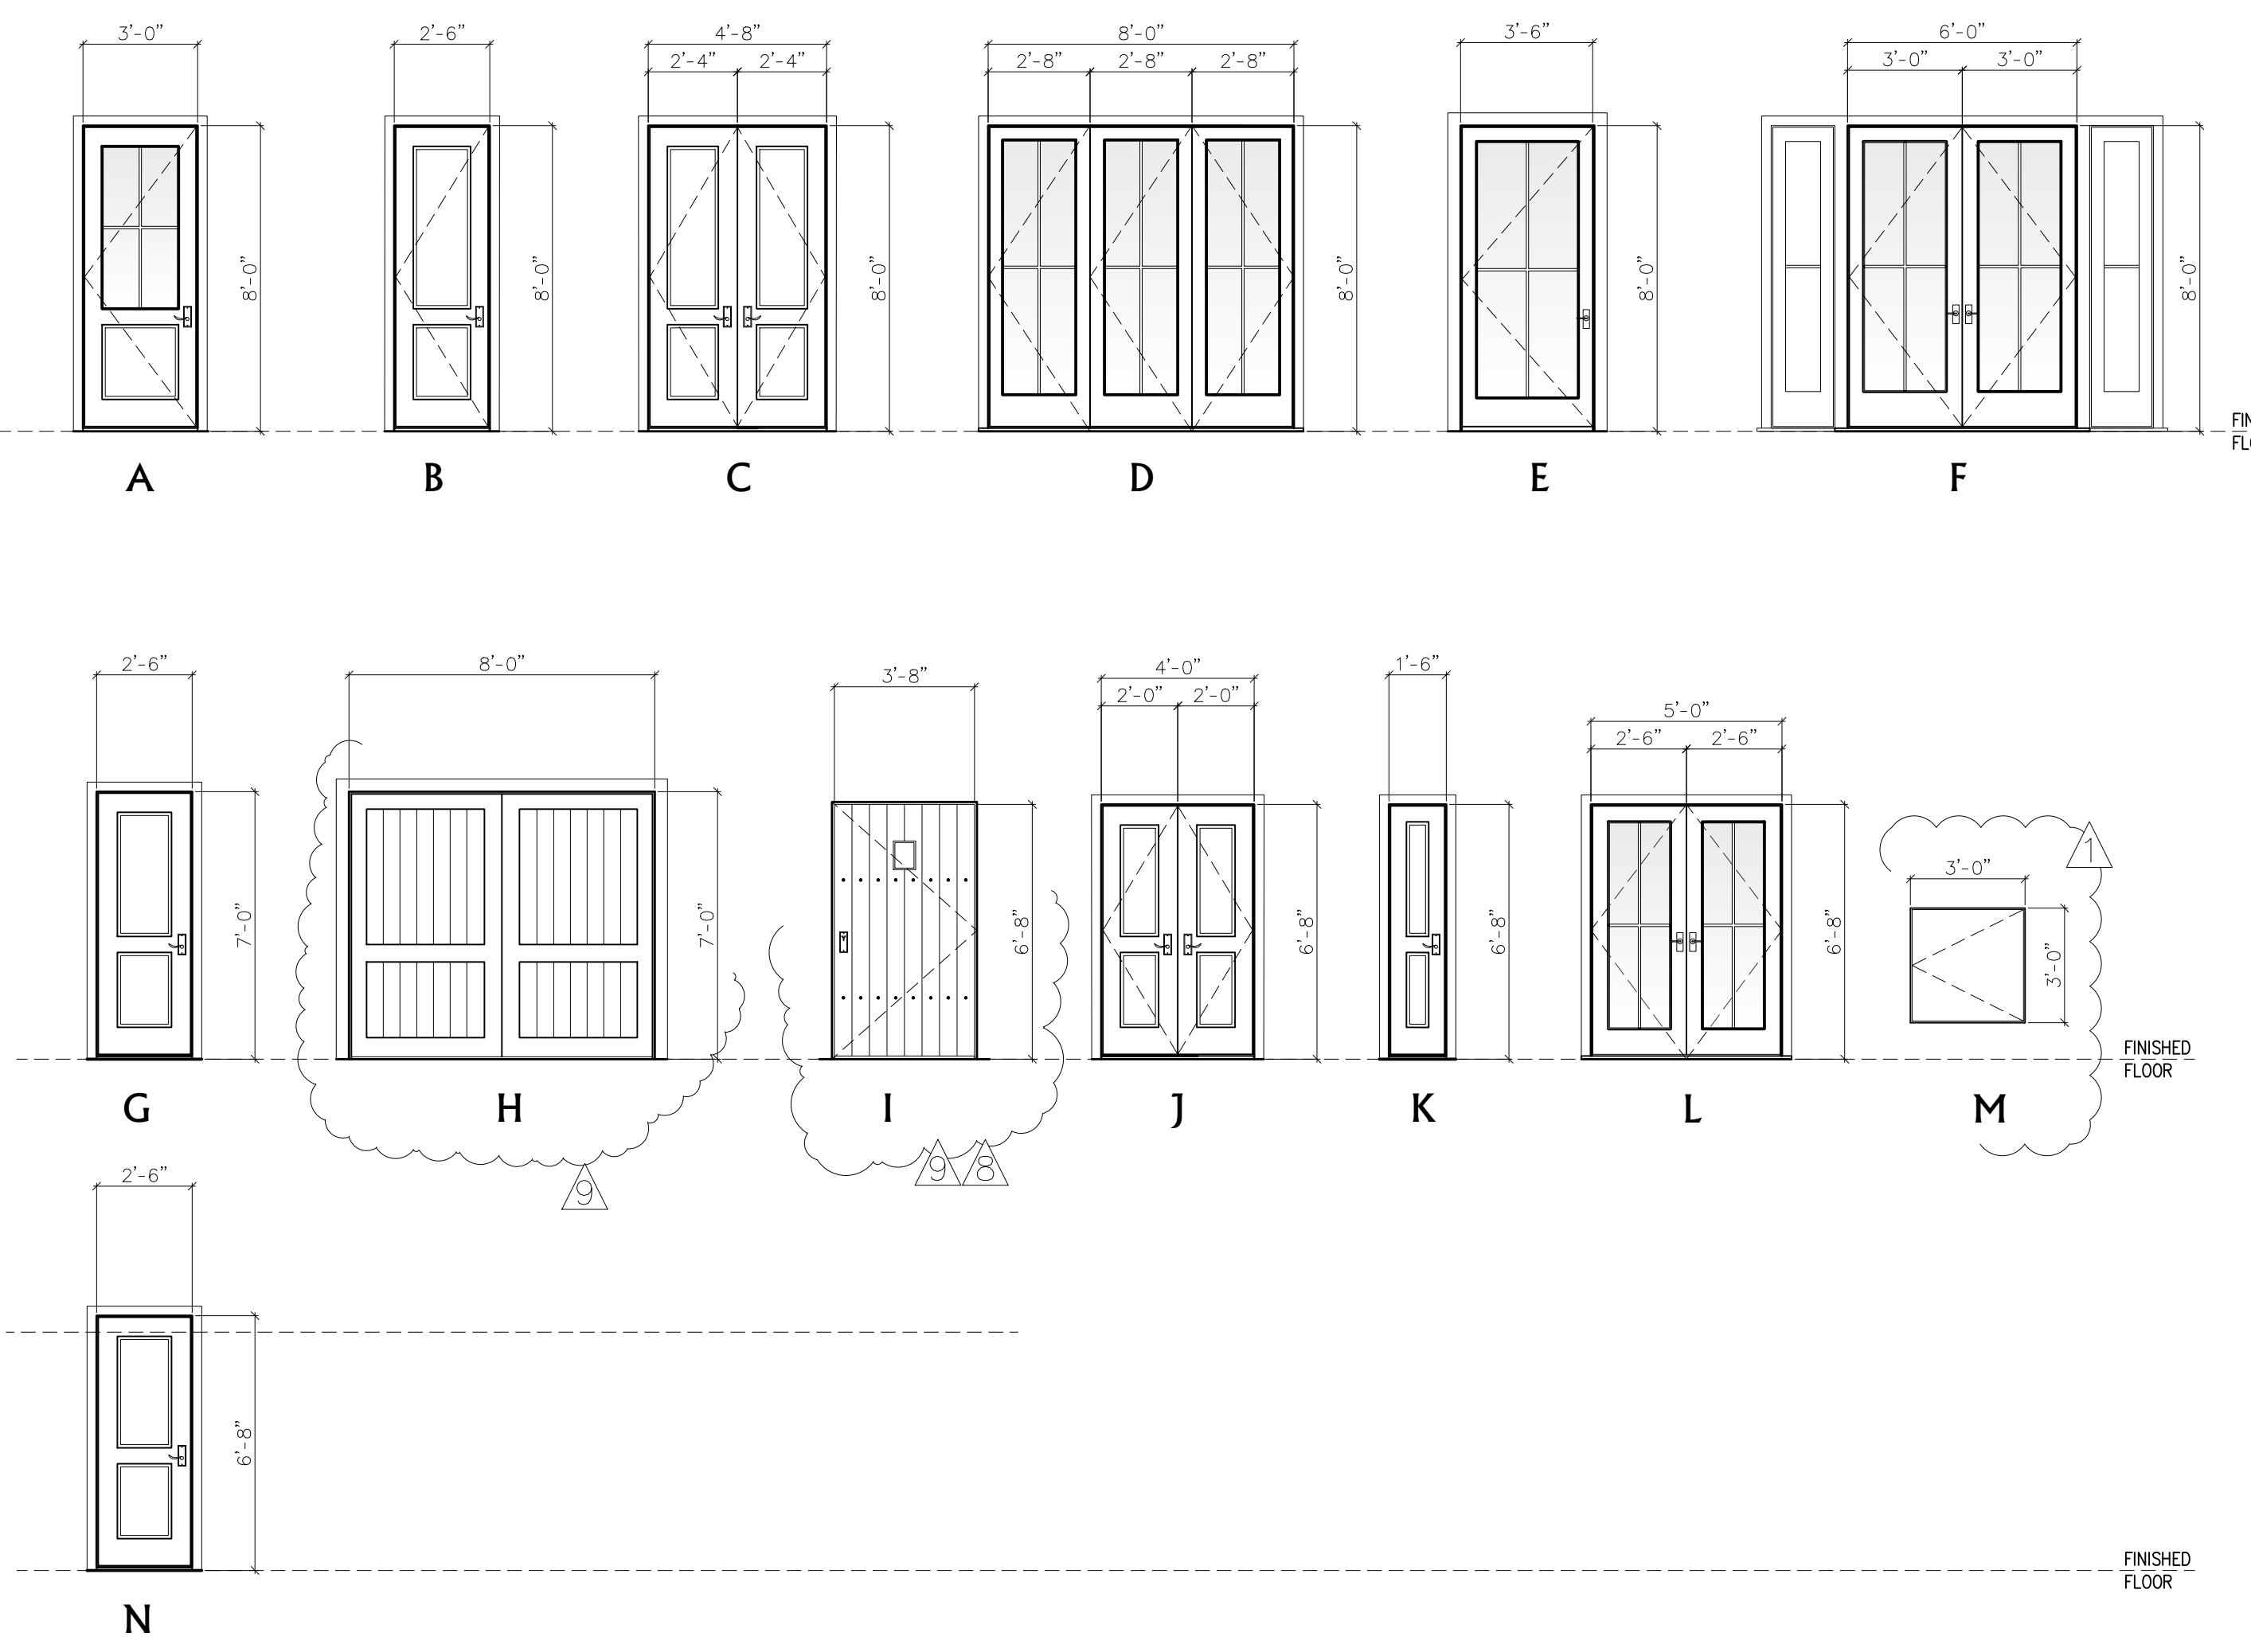 3'-0" 2'-6" 4'-8" 8'-0" 3'-6" 6'-0"
2'-4" 2'-4" 2'-8" 2'-8" 2'-8" 3'-0" 3'-0"
8'-0" 8'-0" 8'-0" 8'-0" 8'-0" 8'-0"
A B C D E F
2'-6" 8'-0" 3'-8" 4'-0" 1'-6" 5'-0"
2'-0" 2'-0" 2'-6" 2'-6"
1
3'-0"
7'-0" 7'-0" 6'-8" 6'-8" 6'-8" 6'-8" 3'-0"
FINISHED
FLOOR
G H I J K L M
9 9 8
2'-6"
6'-8"
FINISHED
FLOOR
N